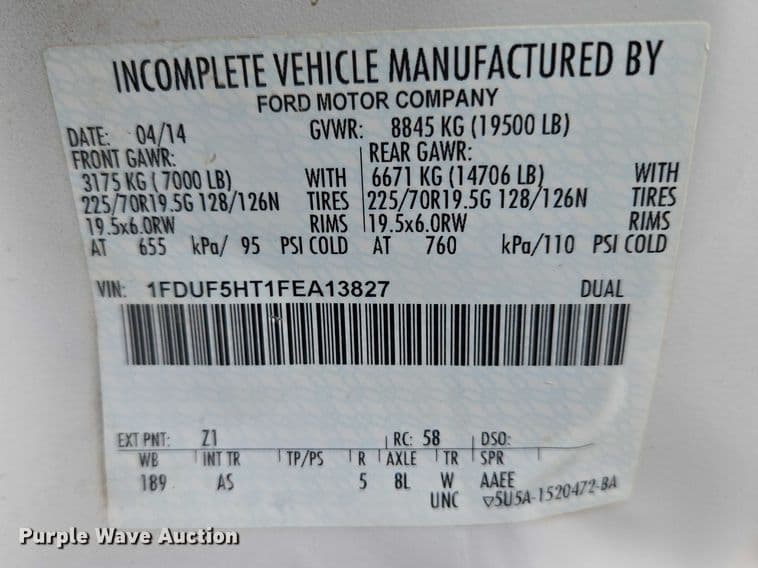 INCOMPLETE VEHICLE MANUFACTURED BY
FORD MOTOR COMPANY
DATE: 04/14 GVWR: 8845 KG (19500 LB)
FRONT GAWR: REAR GAWR:
3175 KG ( 7000 LB) WITH 6671 KG (14706 LB) WITH
225/70R19.5G 128/126N TIRES 225/70R19.5G 128/126N TIRES
19.5x6.0RW RIMS 19.5x6.0RW RIMS
AT 655 kPa/ 95 PSI COLD AT 760 kPa/110 PSI COLD
VIN: 1FDUF5HT1FEA13827 DUAL
EXT PNT: Z1 RC: 58 DSO:
WB INT TR TP/PS R AXLE TR SPR
189 AS 5 8L W AAEE
UNC ▽5U5A-1520472-BA
Purple Wave Auction